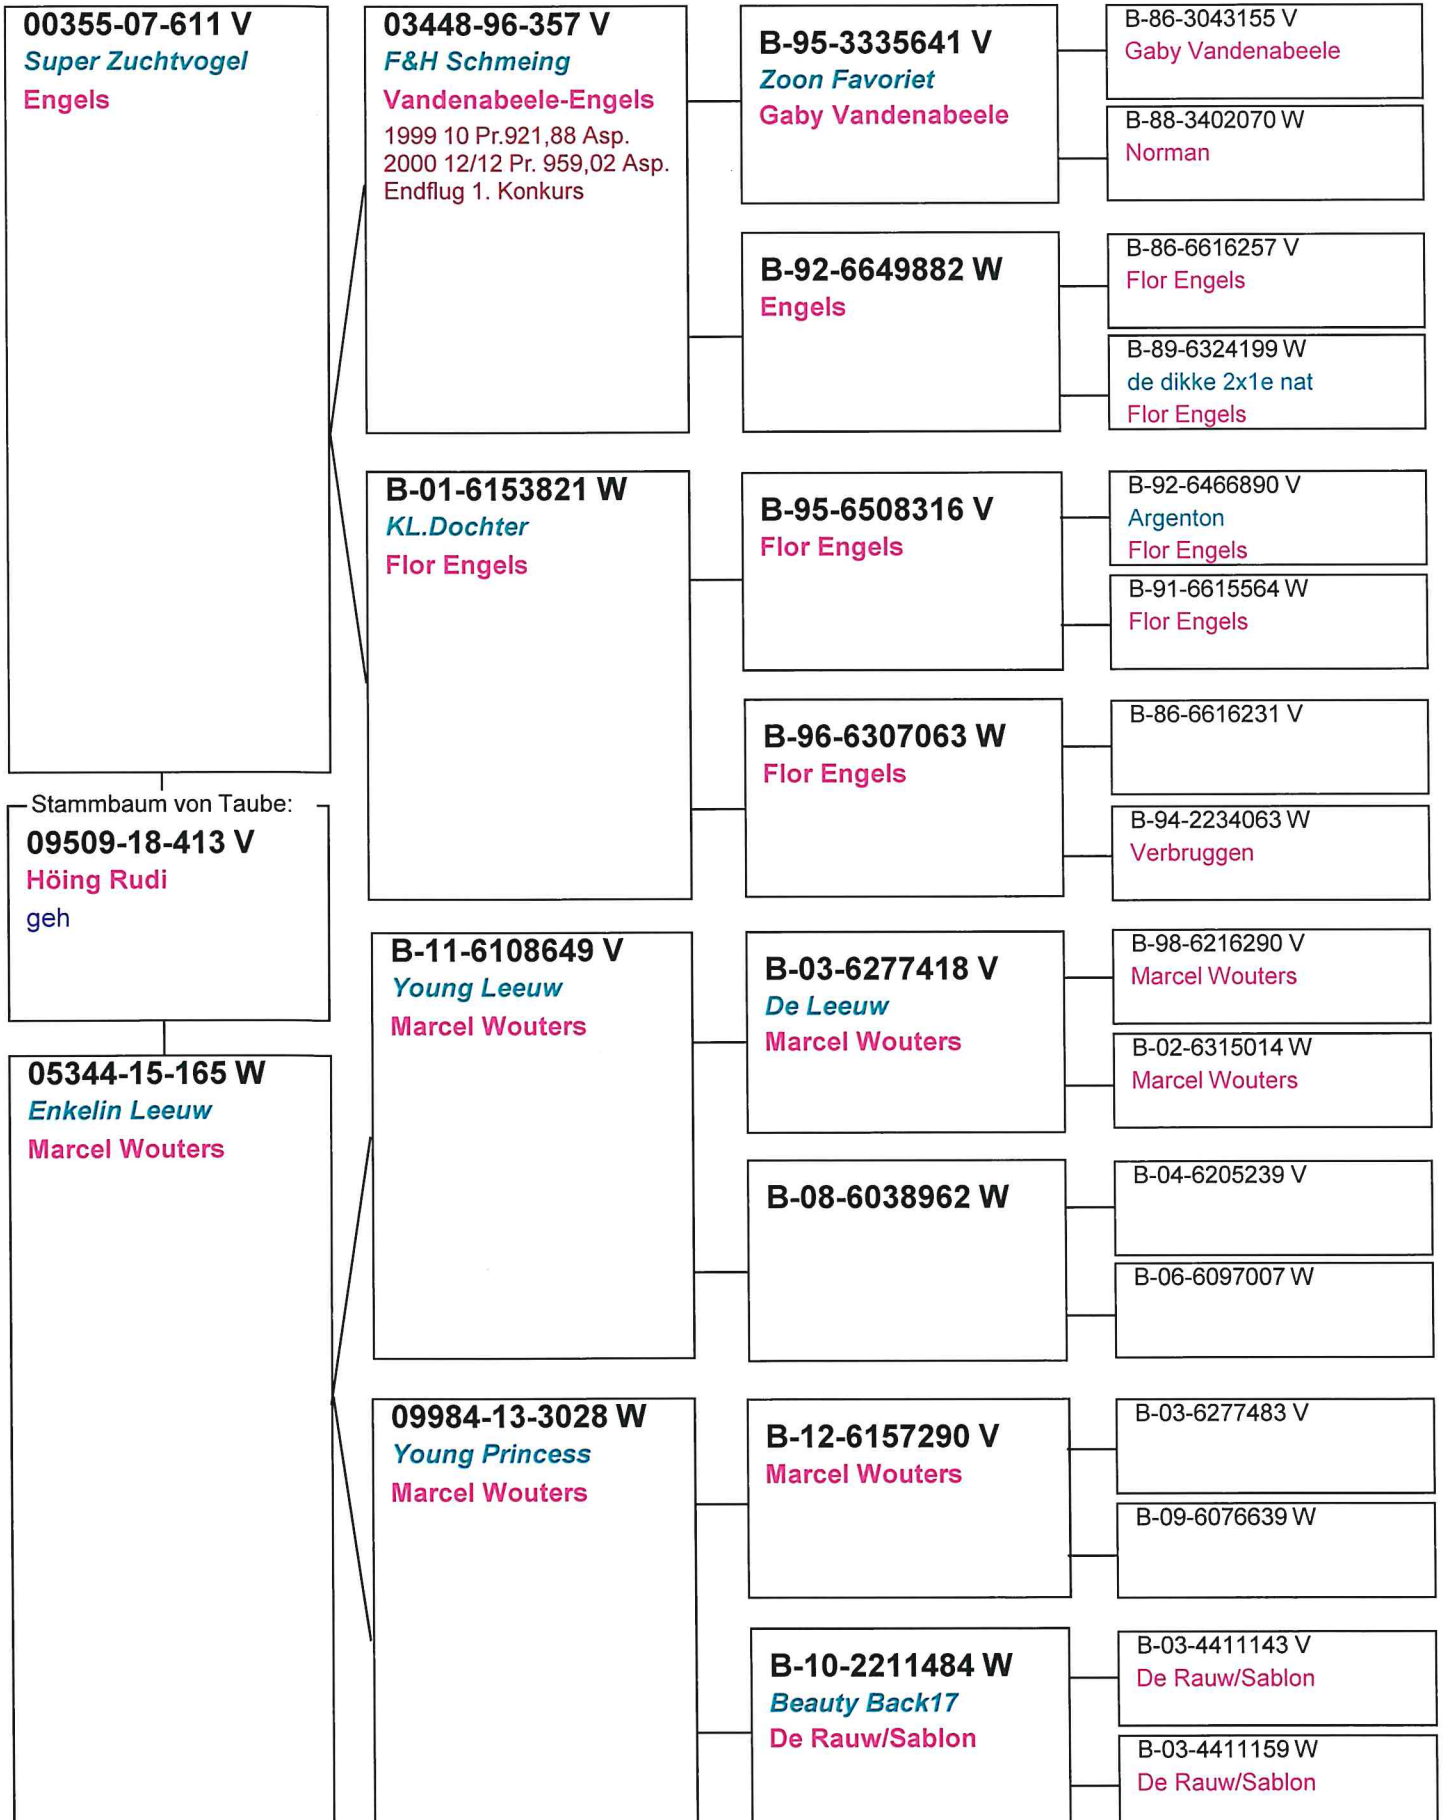 00355-07-611 V
Super Zuchtvogel
Engels
Stammbaum von Taube:
09509-18-413 V
Höing Rudi
geh
05344-15-165 W
Enkelin Leeuw
Marcel Wouters
03448-96-357 V
F&H Schmeing
Vandenabeele-Engels
1999 10 Pr.921,88 Asp.
2000 12/12 Pr. 959,02 Asp.
Endflug 1. Konkurs
B-01-6153821 W
KL.Dochter
Flor Engels
B-11-6108649 V
Young Leeuw
Marcel Wouters
09984-13-3028 W
Young Princess
Marcel Wouters
B-95-3335641 V
Zoon Favoriet
Gaby Vandenabeele
B-92-6649882 W
Engels
B-95-6508316 V
Flor Engels
B-96-6307063 W
Flor Engels
B-03-6277418 V
De Leeuw
Marcel Wouters
B-08-6038962 W
B-12-6157290 V
Marcel Wouters
B-10-2211484 W
Beauty Back17
De Rauw/Sablon
B-86-3043155 V
Gaby Vandenabeele
B-88-3402070 W
Norman
B-86-6616257 V
Flor Engels
B-89-6324199 W
de dikke 2x1e nat
Flor Engels
B-92-6466890 V
Argenton
Flor Engels
B-91-6615564 W
Flor Engels
B-86-6616231 V
B-94-2234063 W
Verbruggen
B-98-6216290 V
Marcel Wouters
B-02-6315014 W
Marcel Wouters
B-04-6205239 V
B-06-6097007 W
B-03-6277483 V
B-09-6076639 W
B-03-4411143 V
De Rauw/Sablon
B-03-4411159 W
De Rauw/Sablon